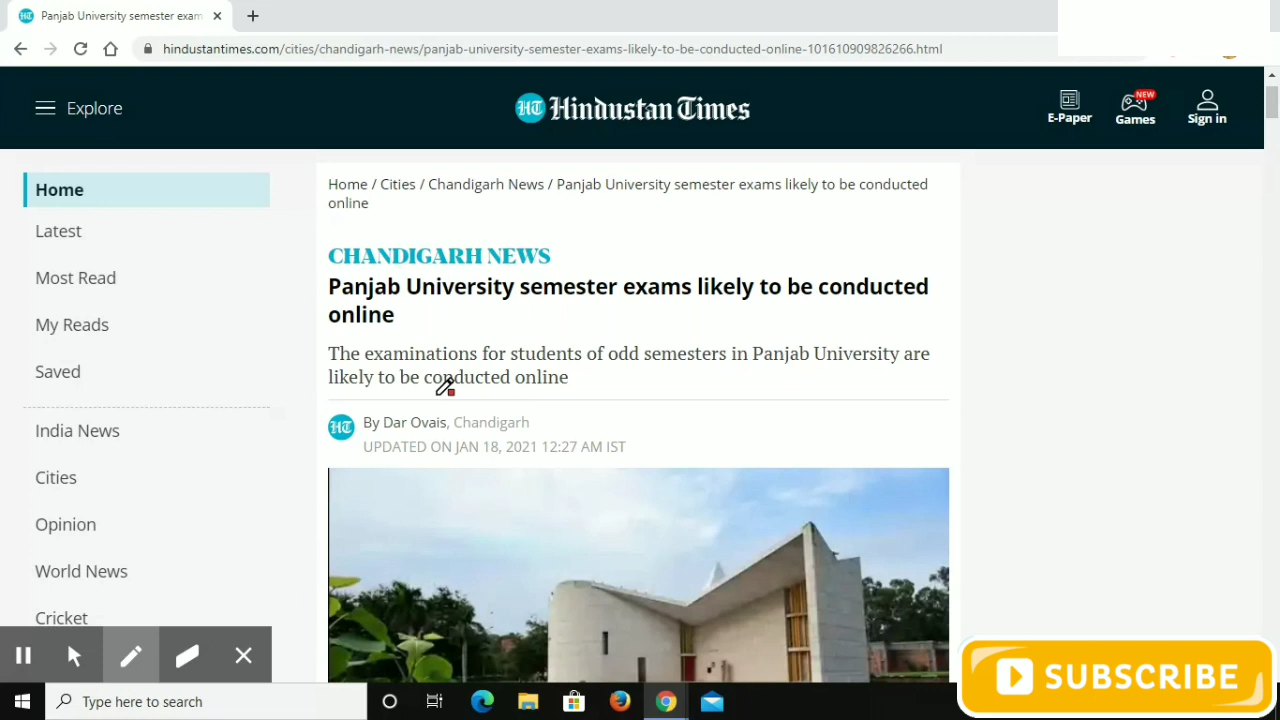 Panjab University semester exam
hindustantimes.com/cities/chandigarh-news/panjab-university-semester-exams-likely-to-be-conducted-online-101610909826266.html
Explore
HT Hindustan Times
E-Paper
NEW
Games
Sign in
Home
Latest
Most Read
My Reads
Saved
India News
Cities
Opinion
World News
Cricket
Home / Cities / Chandigarh News / Panjab University semester exams likely to be conducted
online
CHANDIGARH NEWS
Panjab University semester exams likely to be conducted
online
The examinations for students of odd semesters in Panjab University are
likely to be conducted online
HT
By Dar Ovais, Chandigarh
UPDATED ON JAN 18, 2021 12:27 AM IST
SUBSCRIBE
Type here to search